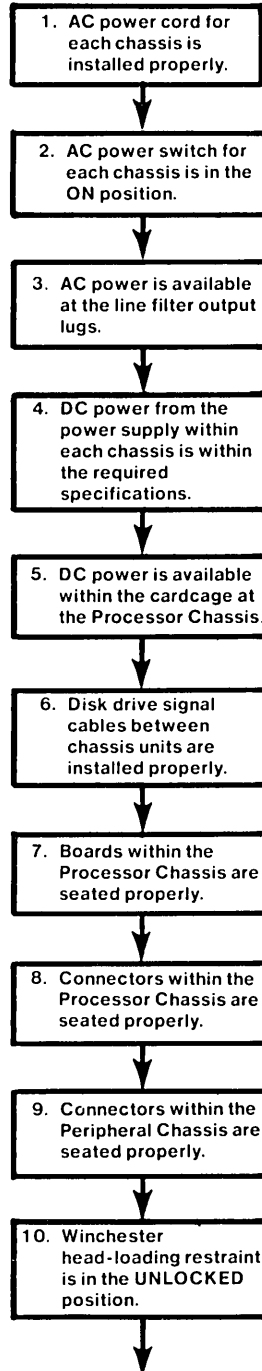 1. AC power cord for
each chassis is
installed properly.
2. AC power switch for
each chassis is in the
ON position.
3. AC power is available
at the line filter output
lugs.
4. DC power from the
power supply within
each chassis is within
the required
specifications.
5. DC power is available
within the cardcage at
the Processor Chassis.
6. Disk drive signal
cables between
chassis units are
installed properly.
7. Boards within the
Processor Chassis are
seated properly.
8. Connectors within the
Processor Chassis are
seated properly.
9. Connectors within the
Peripheral Chassis are
seated properly.
10. Winchester
head-loading restraint
is in the UNLOCKED
position.